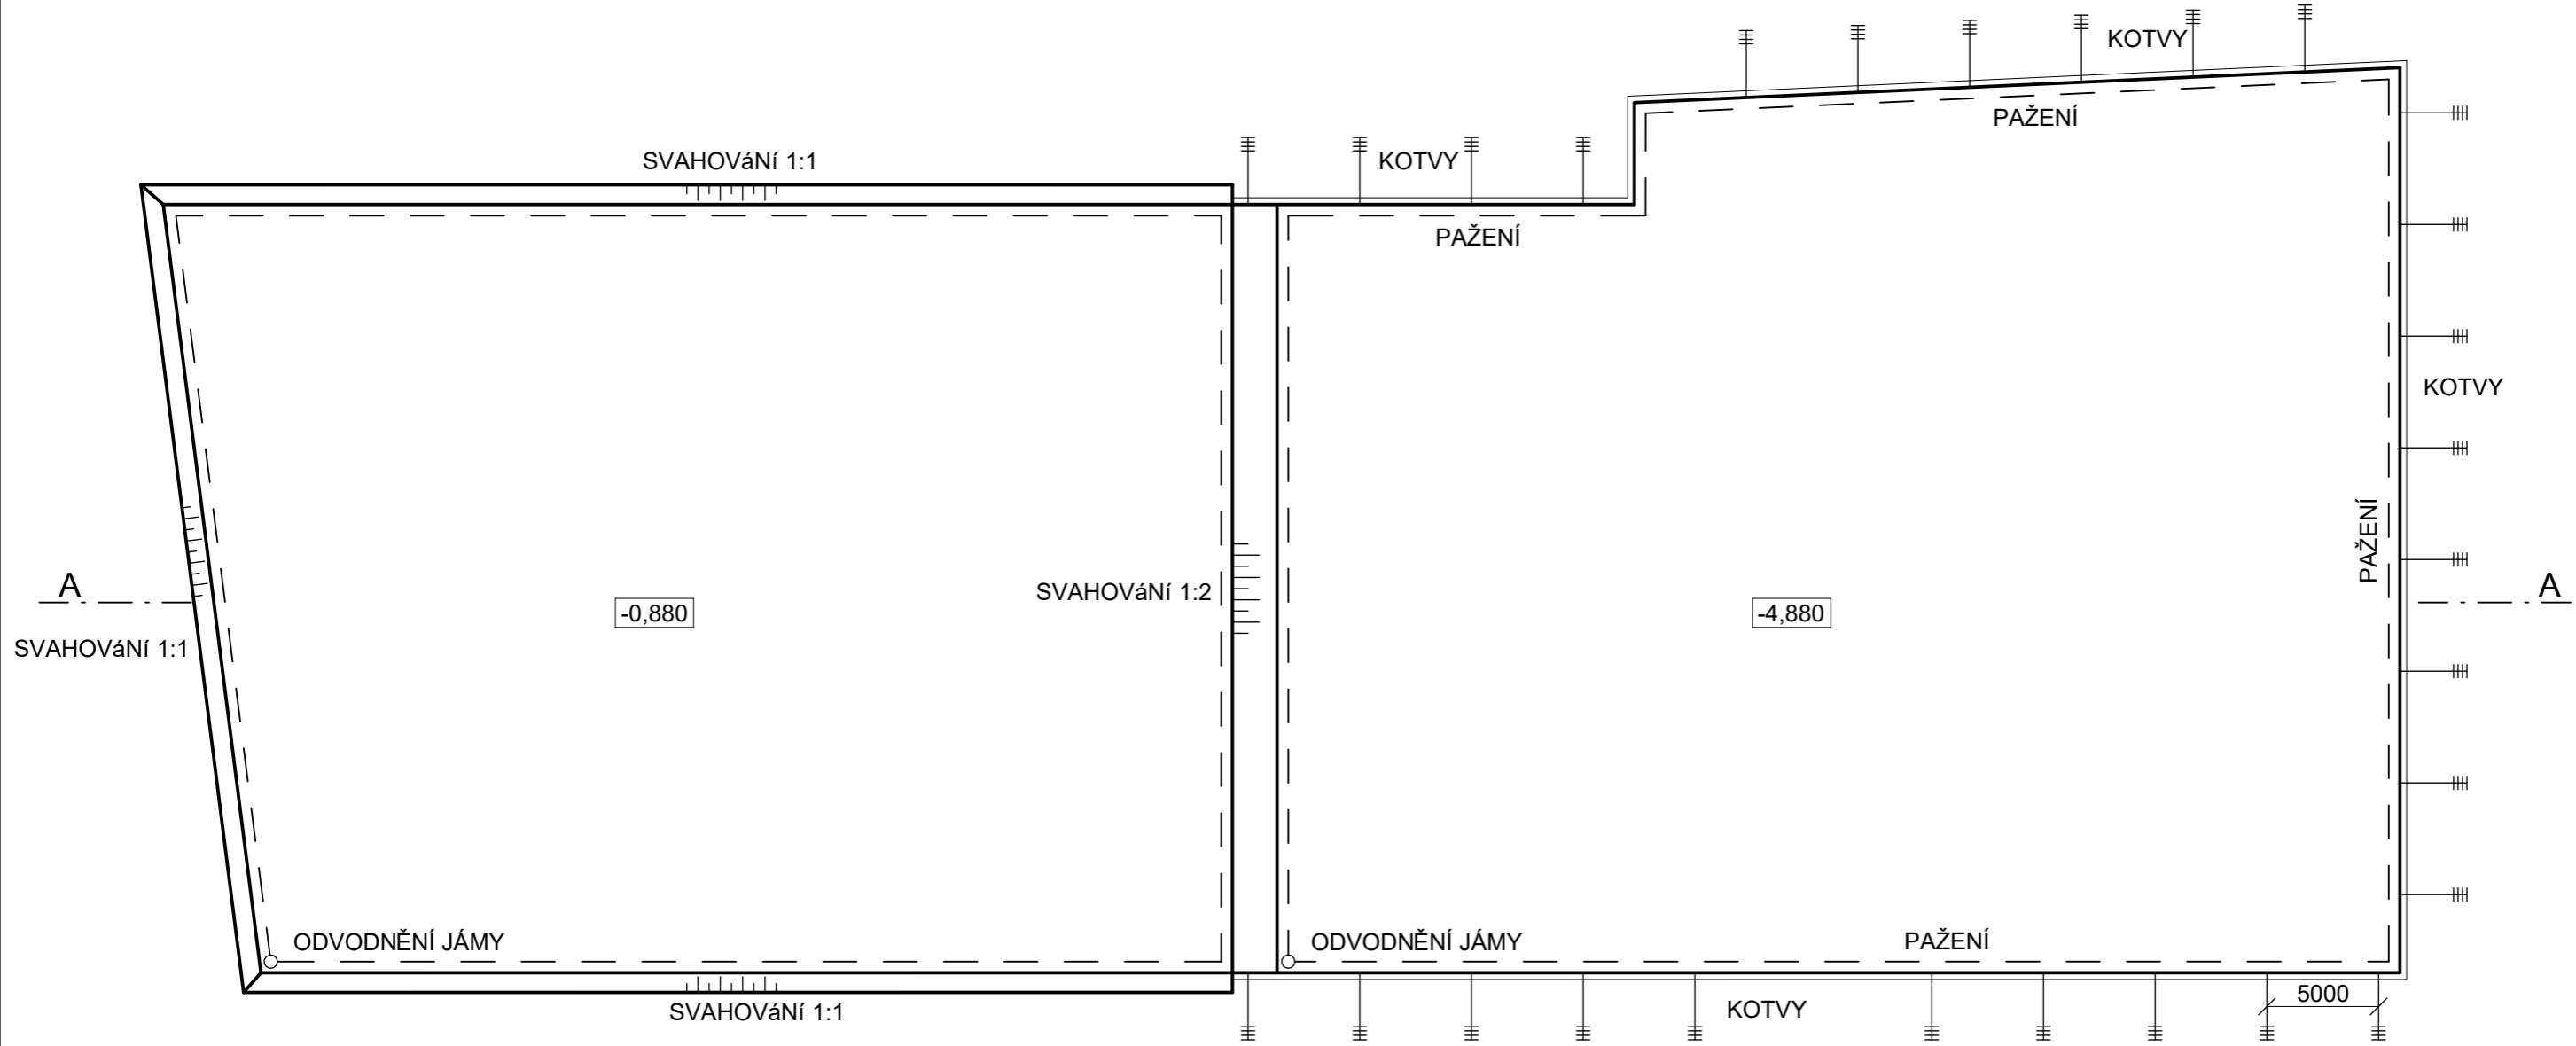 KOTVY
PAŽENÍ
SVAHOVáNí 1:1
KOTVY
PAŽENÍ
KOTVY
PAŽENÍ
A
SVAHOVáNí 1:2
A
-0,880
-4,880
SVAHOVáNí 1:1
ODVODNĚNÍ JÁMY
ODVODNĚNÍ JÁMY
PAŽENÍ
5000
SVAHOVáNí 1:1
KOTVY